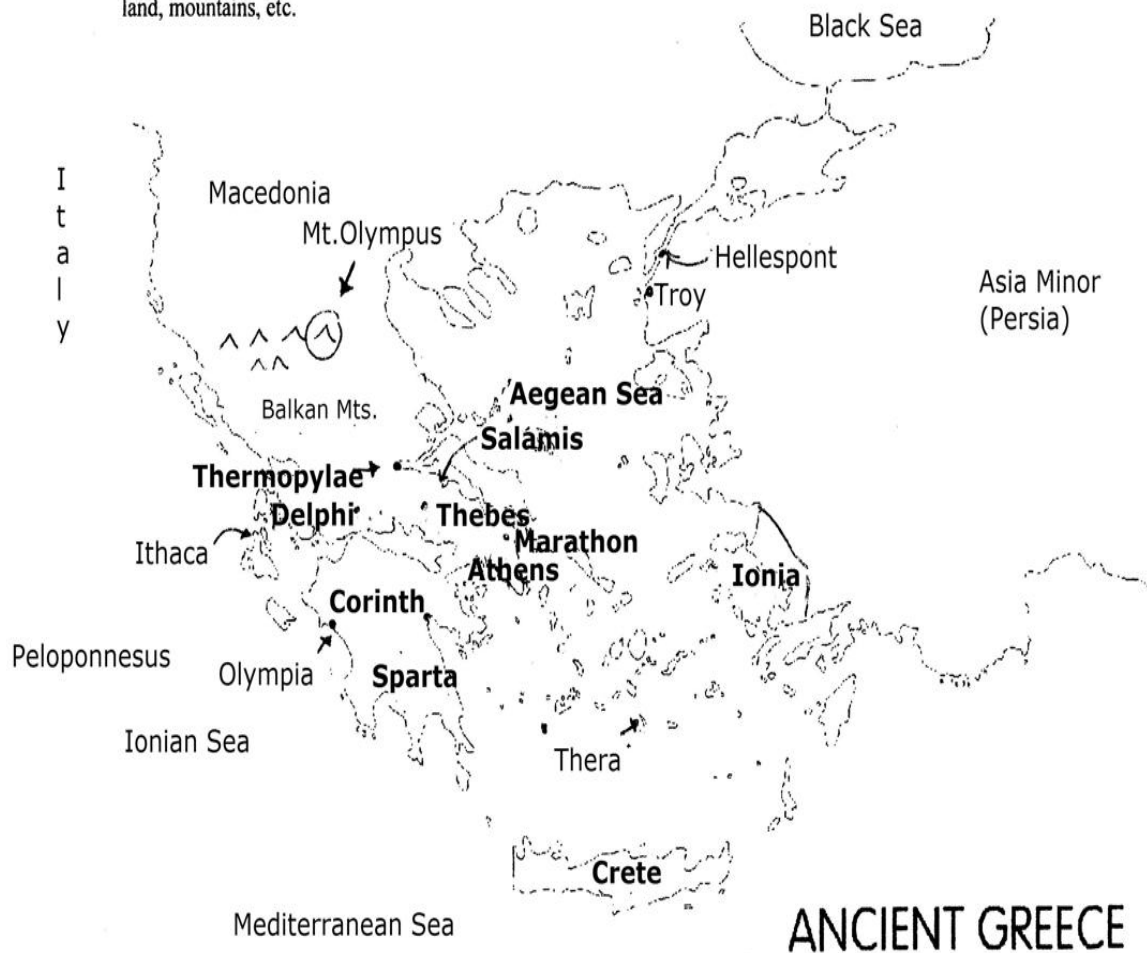 land, mountains, etc.
Black Sea
Italy
Macedonia
Mt.Olympus
Hellespont
Asia Minor
(Persia)
Troy
Aegean Sea
Balkan Mts.
Salamis
Thermopylae
Delphi
Thebes
Ithaca
Marathon
Athens
Ionia
Corinth
Peloponnesus
Olympia
Sparta
Ionian Sea
Thera
Crete
Mediterranean Sea
ANCIENT GREECE